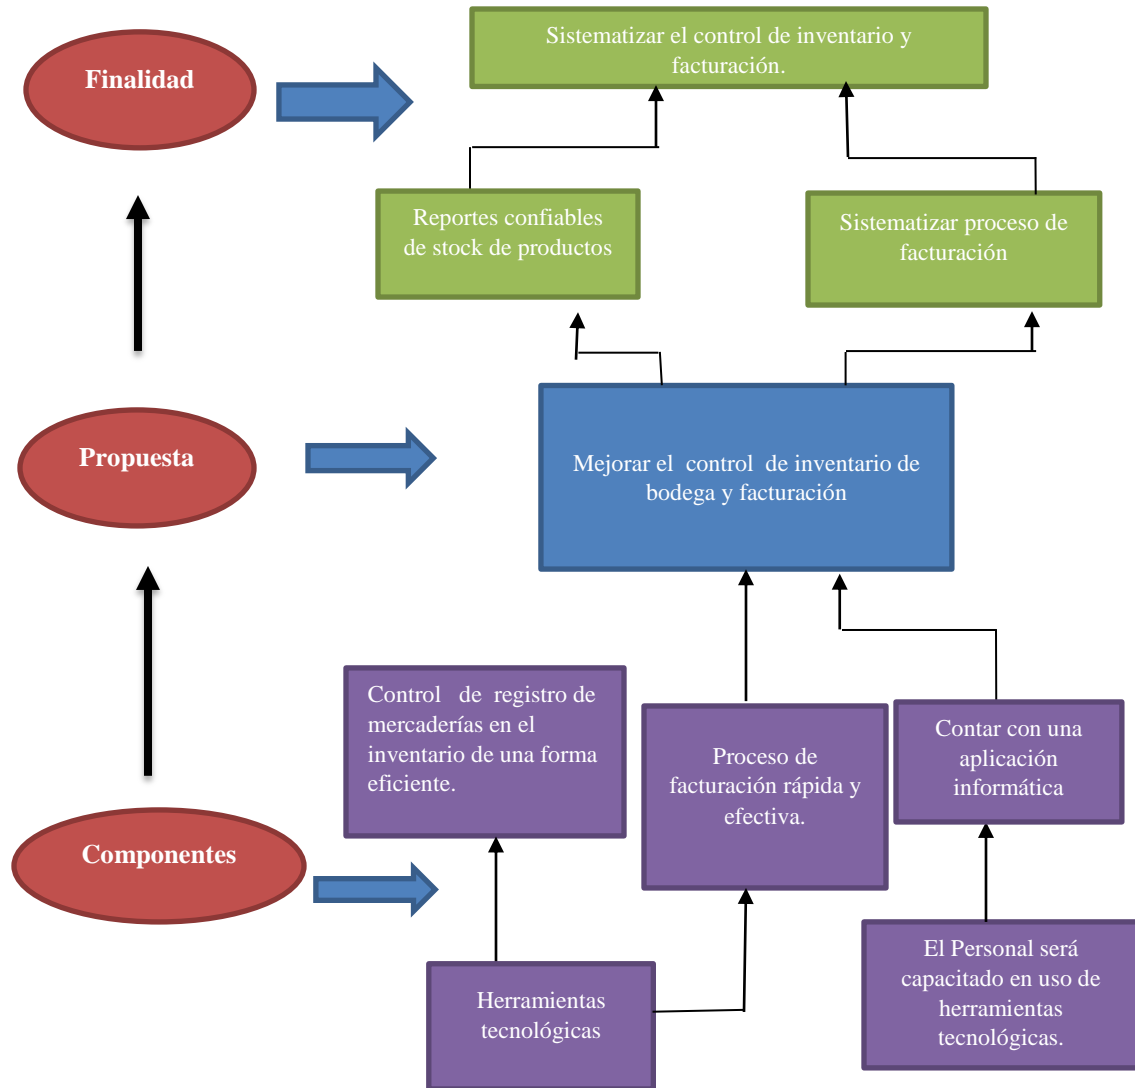 Finalidad
Sistematizar el control de inventario y
facturación.
Reportes confiables
de stock de productos
Sistematizar proceso de
facturación
Propuesta
Mejorar el control de inventario de
bodega y facturación
Componentes
Control de registro de
mercaderías en el
inventario de una forma
eficiente.
Proceso de
facturación rápida y
efectiva.
Contar con una
aplicación
informática
Herramientas
tecnológicas
El Personal será
capacitado en uso de
herramientas
tecnológicas.